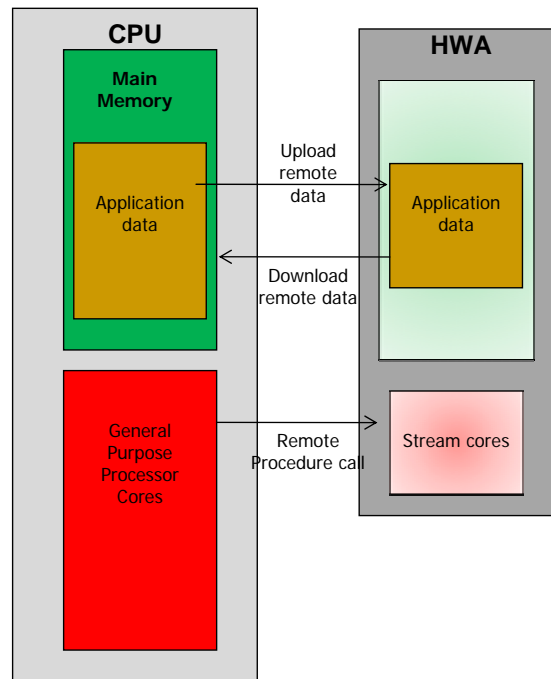 CPU
Main
Memory
Application
data
General
Purpose
Processor
Cores
Upload
remote
data
Download
remote data
Remote
Procedure call
HWA
Application
data
Stream cores